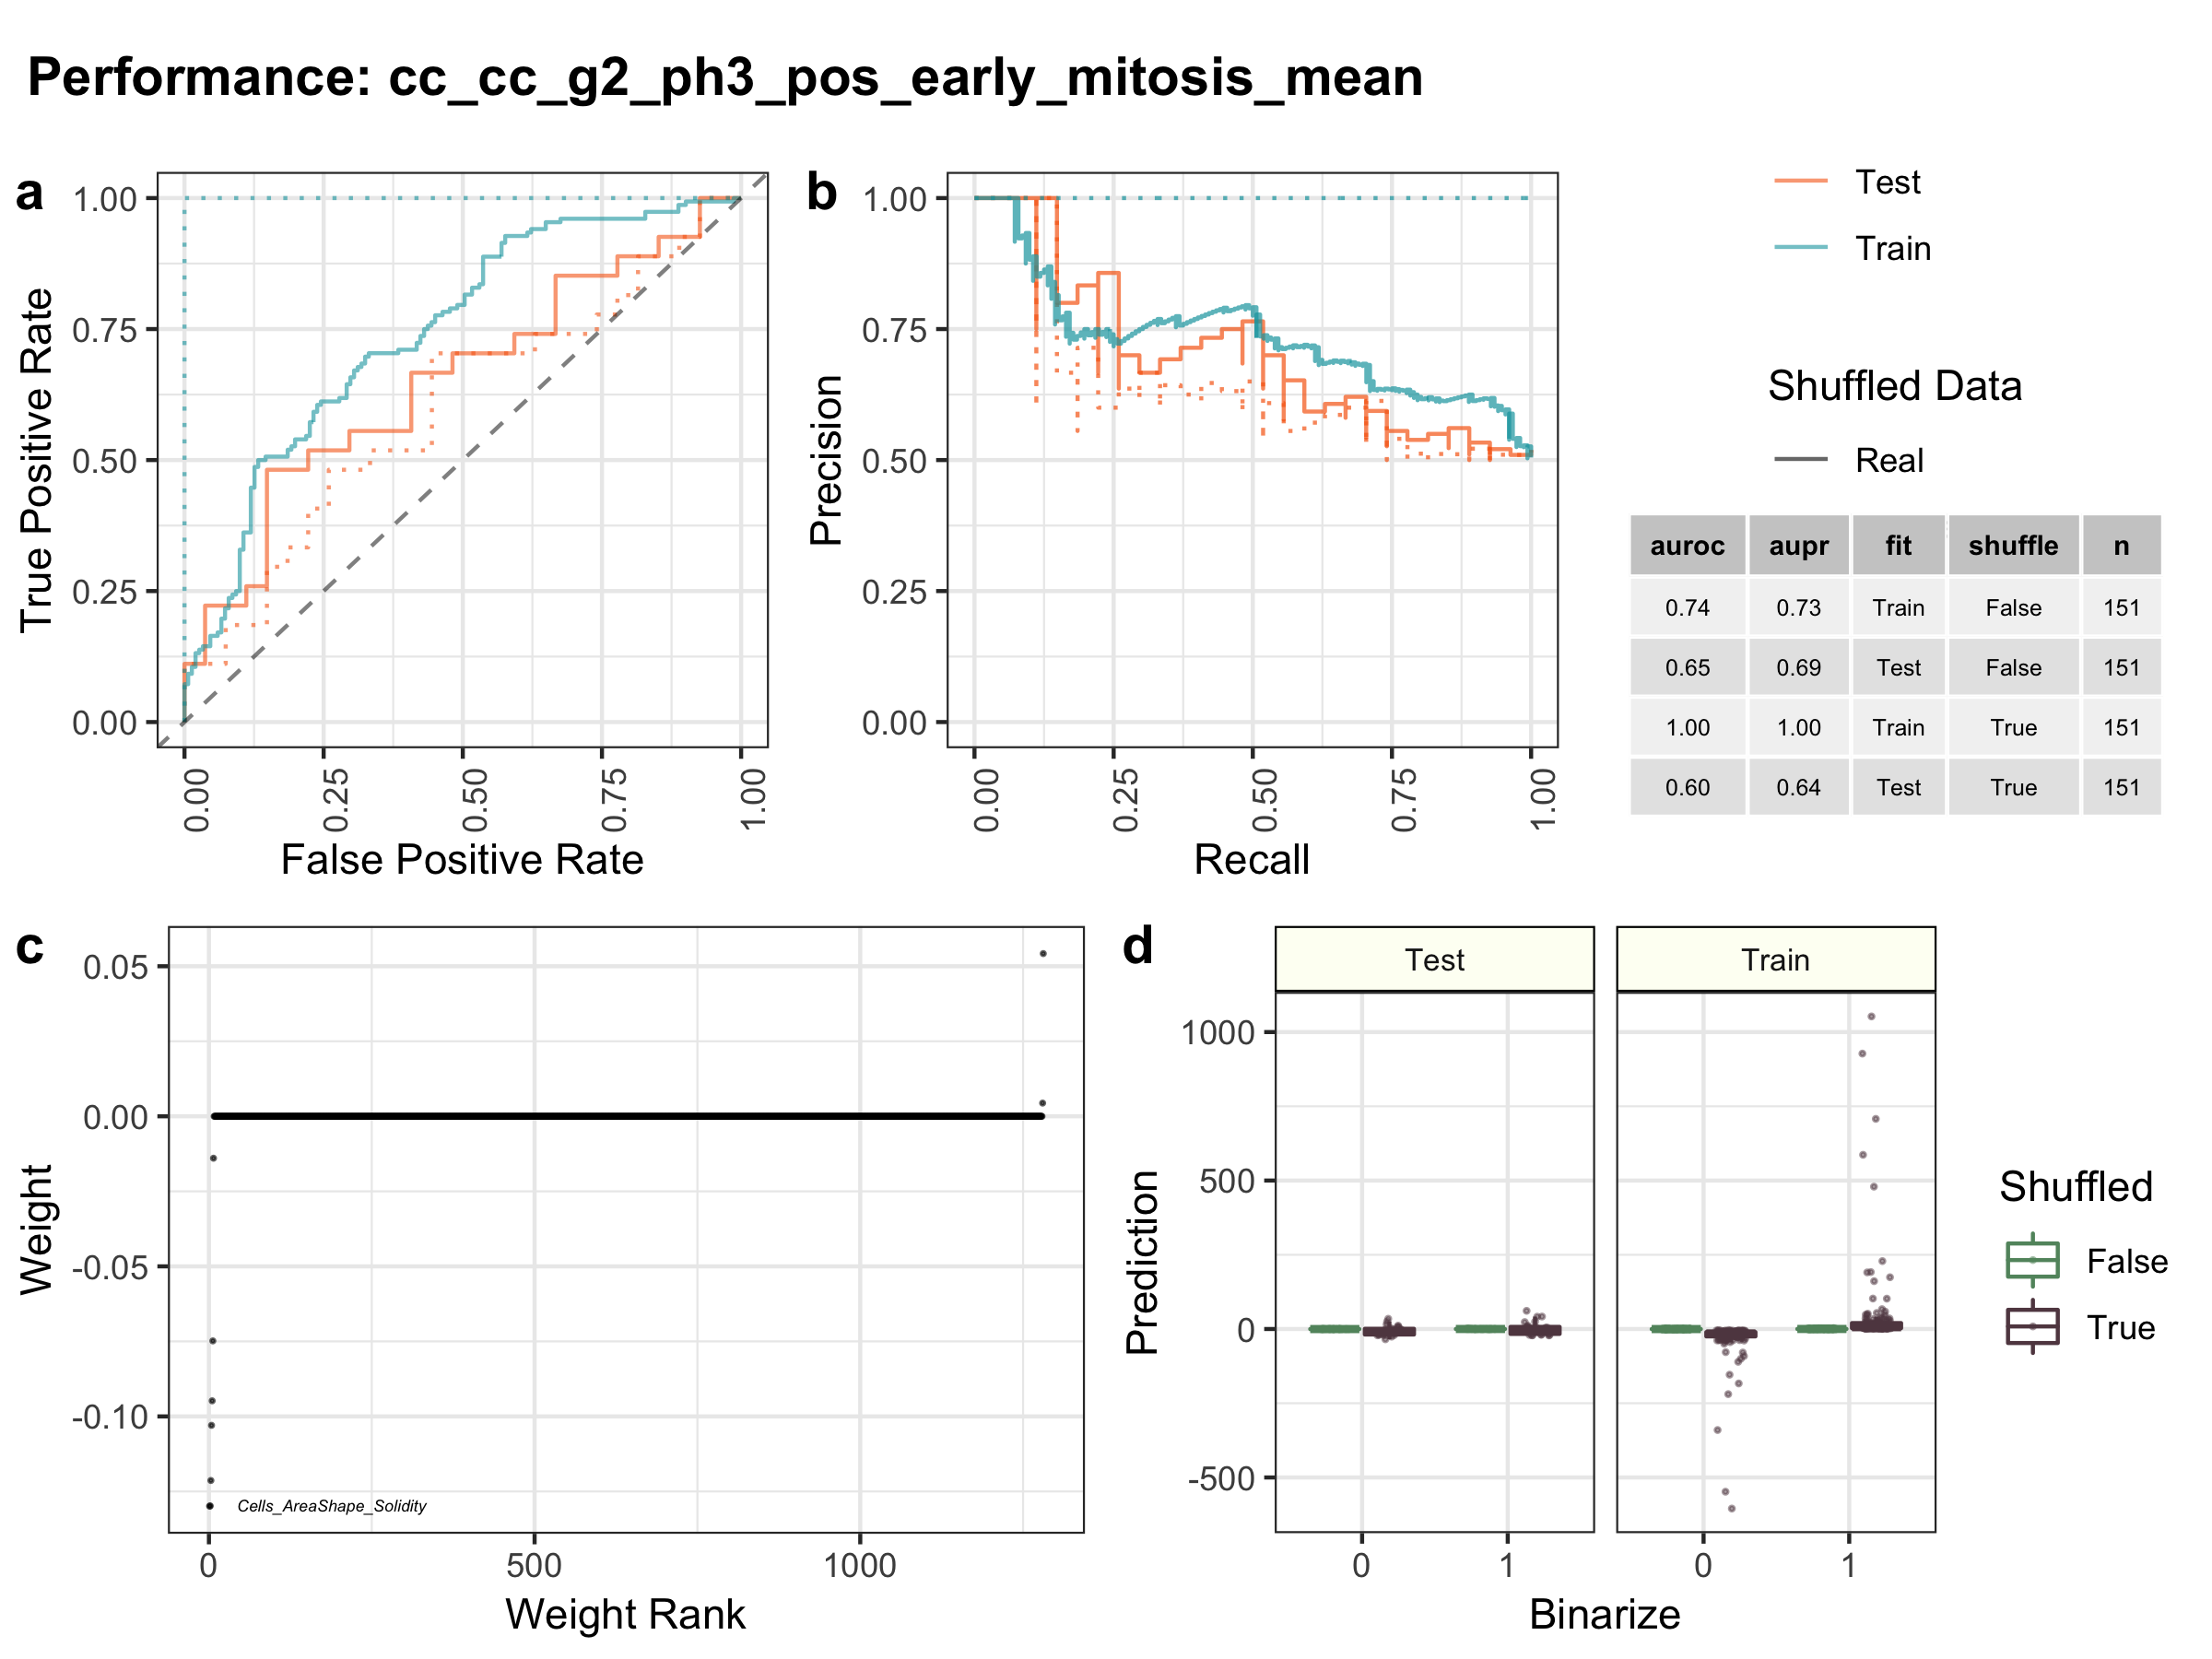 Performance: cc_cc_g2_ph3_pos_early_mitosis_mean
a
1.00
0.75
0.50
0.25
0.00
True Positive Rate
0.00 0.25 0.50 0.75 1.00
False Positive Rate
b
1.00
0.75
0.50
0.25
0.00
Precision
0.00 0.25 0.50 0.75 1.00
Recall
Test
Train
Shuffled Data
Real
auroc aupr fit shuffle n
0.74 0.73 Train False 151
0.65 0.69 Test False 151
1.00 1.00 Train True 151
0.60 0.64 Test True 151
c
0.05
0.00
-0.05
-0.10
Weight
Cells_AreaShape_Solidity
0 500 1000
Weight Rank
d
Test Train
1000
500
0
-500
Prediction
0 1 0 1
Binarize
Shuffled
False
True